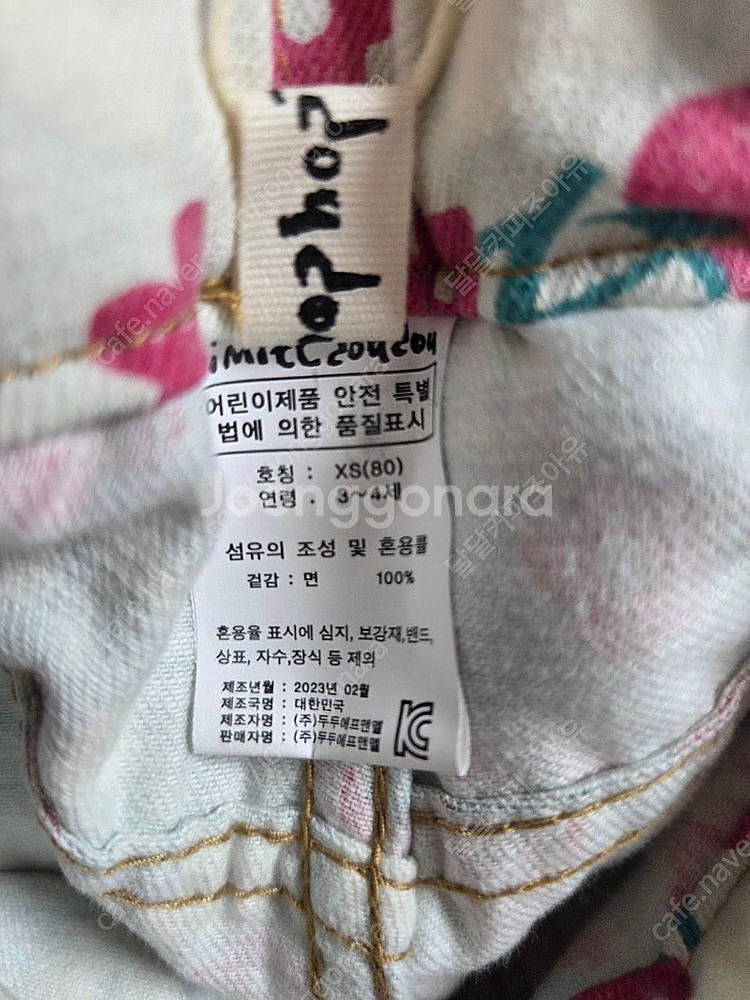 어린이제품 안전 특별
법에 의한 품질표시
호칭 : XS(80)
연령 : 3~4세
Joonggonara
섬유의 조성 및 혼용률
겉감 : 면 100%
혼용율 표시에 심지, 보강재,밴드,
상표, 자수,장식 등 제외
제조년월 : 2023년 02월
제조국명 : 대한민국
제조자명 : (주)두두에프앤엘
판매자명 : (주)두두에프앤엘